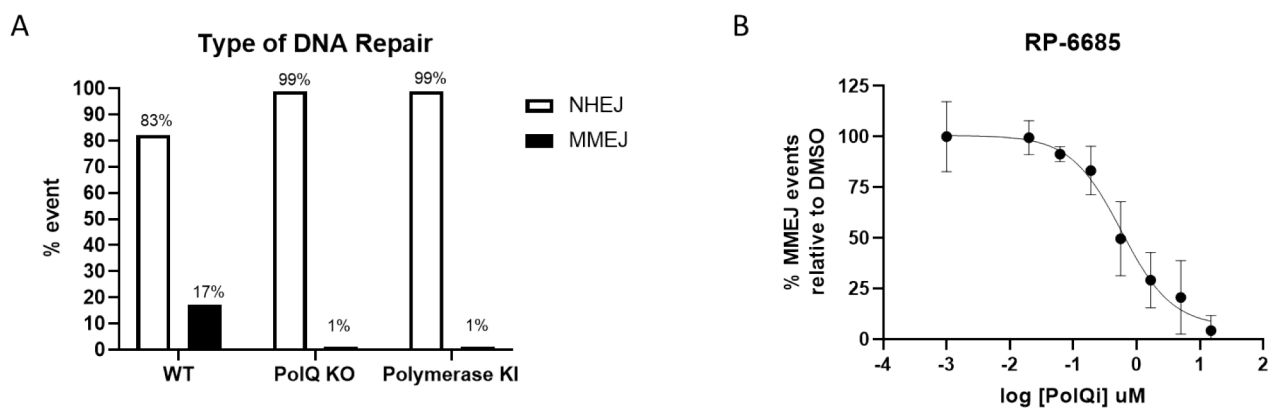 A
Type of DNA Repair
% event
100
90
80
70
60
50
40
30
20
10
0
83%
17%
99%
1%
99%
1%
WT
PolQ KO
Polymerase KI
NHEJ
MMEJ
B
RP-6685
% MMEJ events
relative to DMSO
125
100
75
50
25
0
-4
-3
-2
-1
0
1
2
log [PolQi] uM